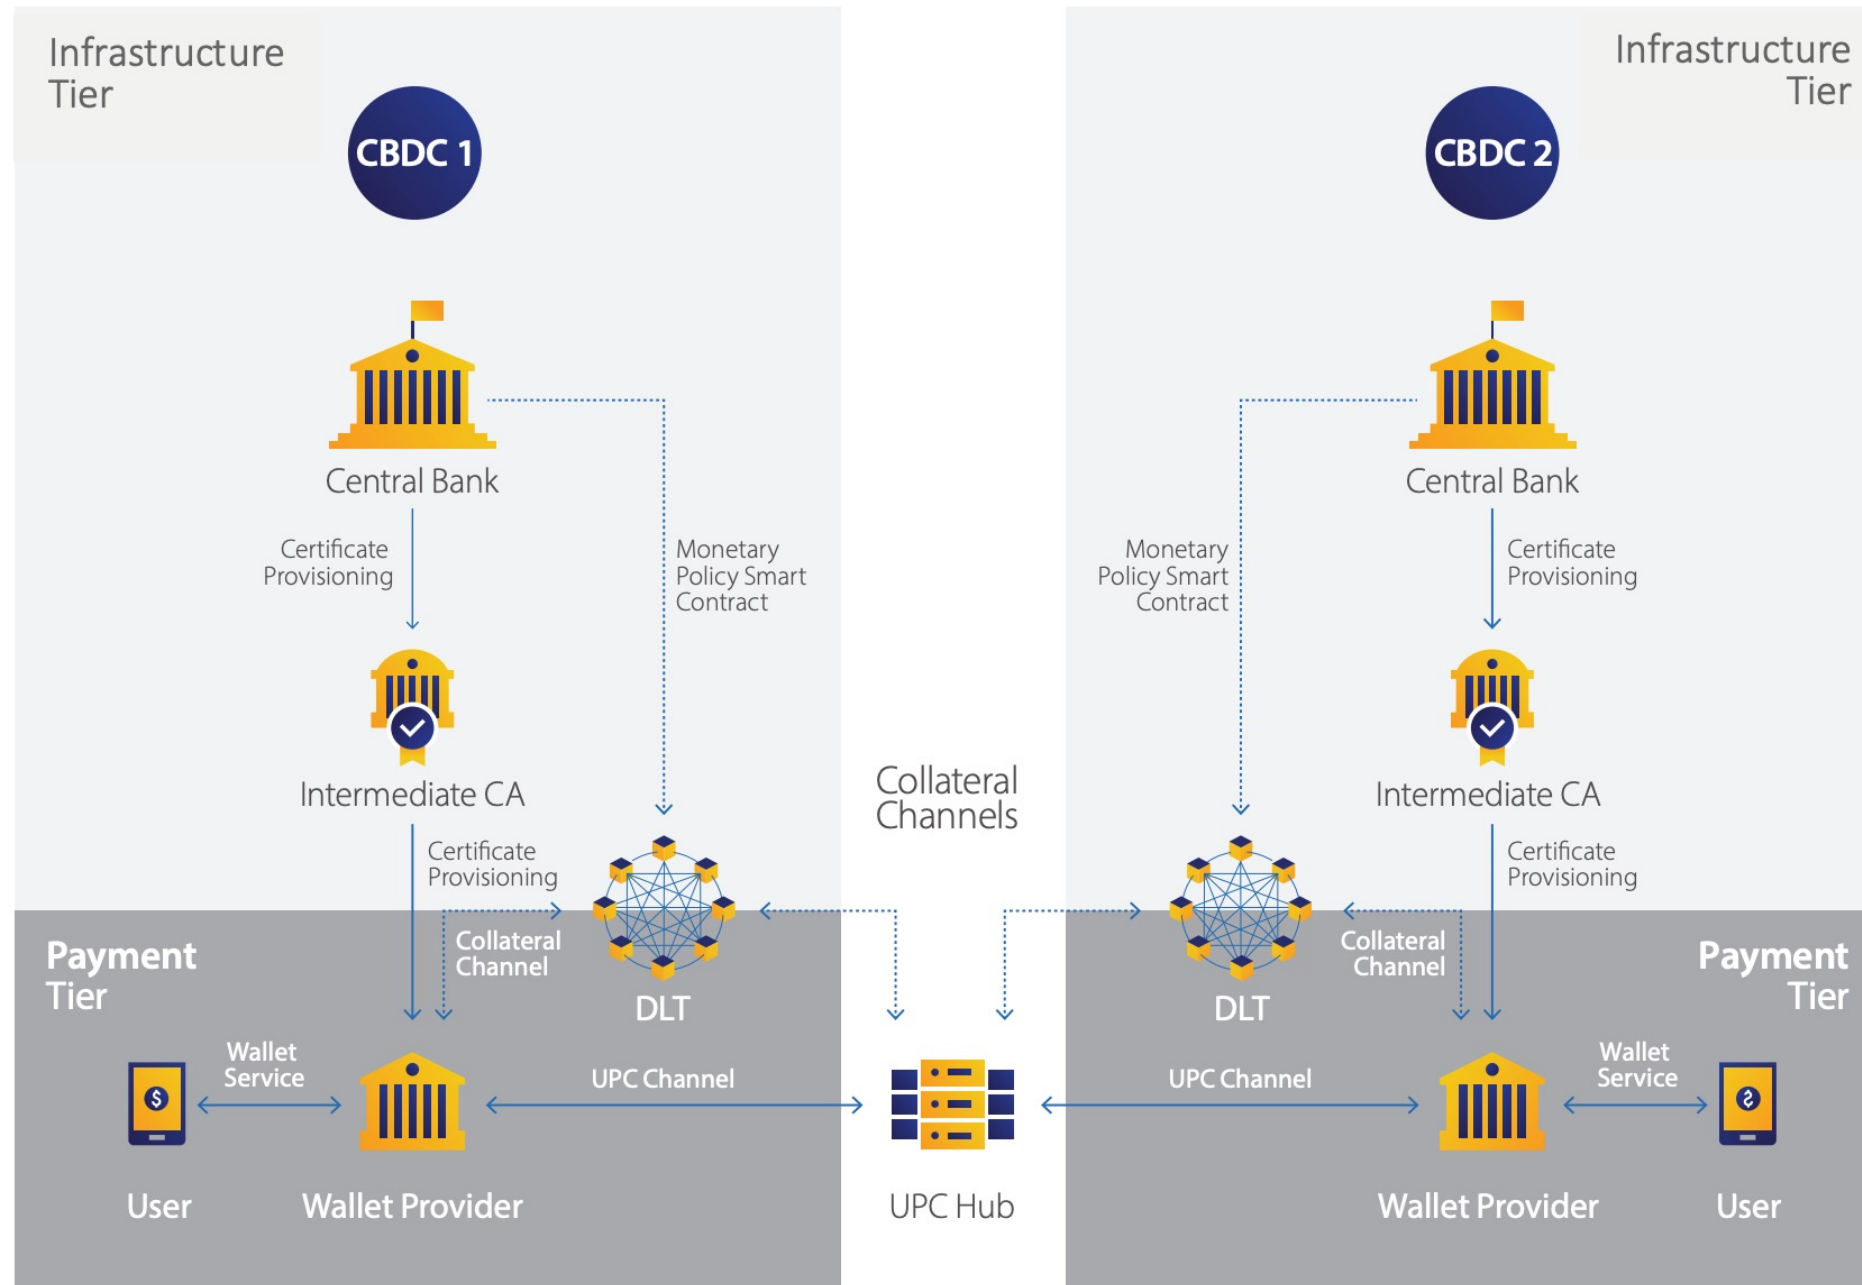 Infrastructure
Tier
CBDC 1
Central Bank
Certificate
Provisioning
Monetary
Policy Smart
Contract
Intermediate CA
Certificate
Provisioning
Payment
Tier
Collateral
Channel
DLT
Wallet
Service
UPC Channel
User
Wallet Provider
Collateral
Channels
UPC Hub
Infrastructure
Tier
CBDC 2
Central Bank
Monetary
Policy Smart
Contract
Certificate
Provisioning
Intermediate CA
Certificate
Provisioning
Collateral
Channel
Payment
Tier
DLT
UPC Channel
Wallet
Service
Wallet Provider
User